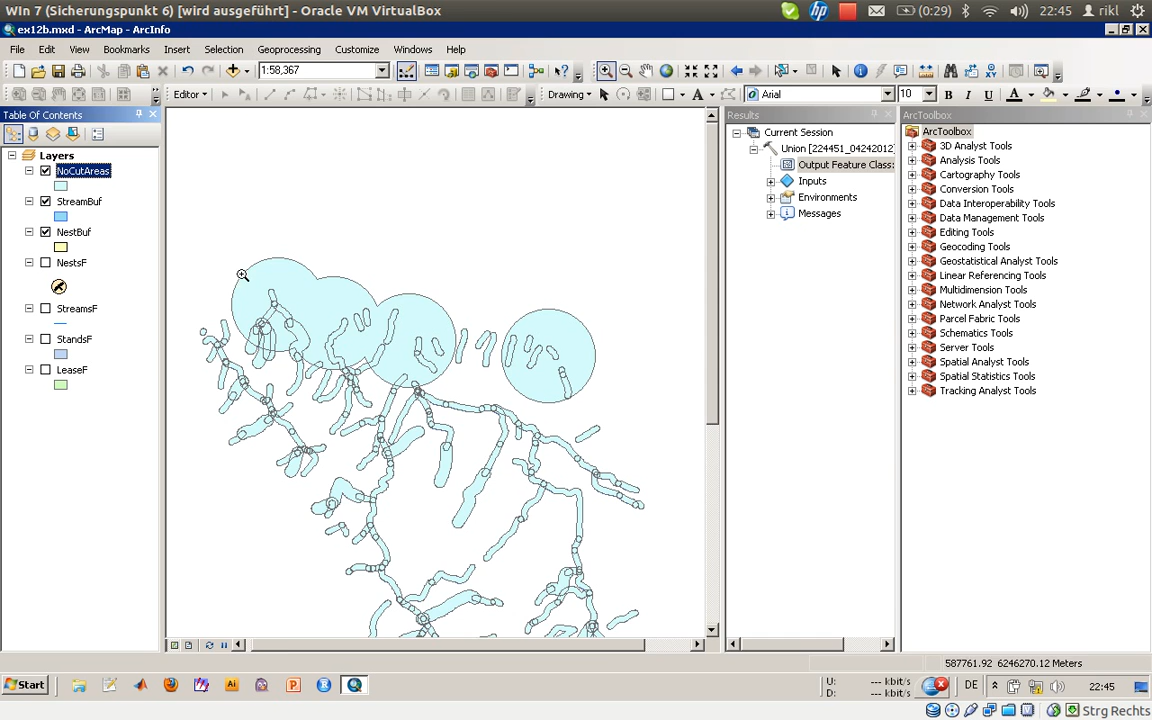 Win 7 (Sicherungspunkt 6) [wird ausgeführt] - Oracle VM VirtualBox
(0:29)
22:45
rikl
ex12b.mxd - ArcMap - ArcInfo
File Edit View Bookmarks Insert Selection Geoprocessing Customize Windows Help
1:58,367
Editor
Drawing
Arial
10
B I U A
Table Of Contents
Layers
NoCutAreas
StreamBuf
NestBuf
NestsF
StreamsF
StandsF
LeaseF
Results
Current Session
Union [224451_04242012]
Output Feature Class:
Inputs
Environments
Messages
ArcToolbox
ArcToolbox
3D Analyst Tools
Analysis Tools
Cartography Tools
Conversion Tools
Data Interoperability Tools
Data Management Tools
Editing Tools
Geocoding Tools
Geostatistical Analyst Tools
Linear Referencing Tools
Multidimension Tools
Network Analyst Tools
Parcel Fabric Tools
Schematics Tools
Server Tools
Spatial Analyst Tools
Spatial Statistics Tools
Tracking Analyst Tools
587761.92 6246270.12 Meters
Start
U: --- kbit/s
D: --- kbit/s
DE
22:45
Strg Rechts